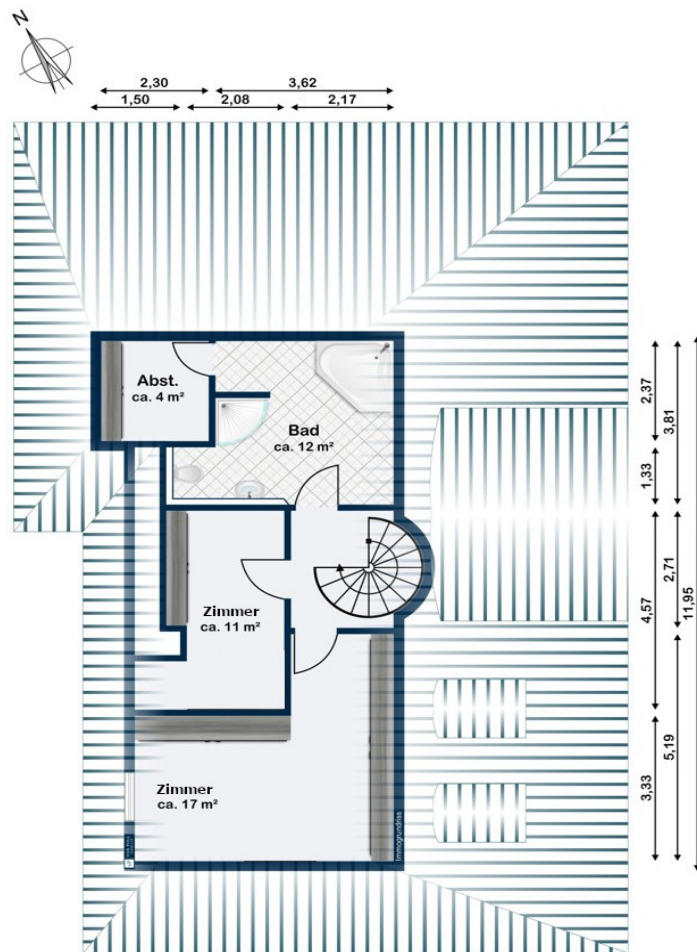 N
2,30
3,62
1,50
2,08
2,17
Abst.
ca. 4 m²
Bad
ca. 12 m²
Zimmer
ca. 11 m²
Zimmer
ca. 17 m²
2,37
3,81
1,33
2,71
4,57
11,95
5,19
3,33
Immogrundriss